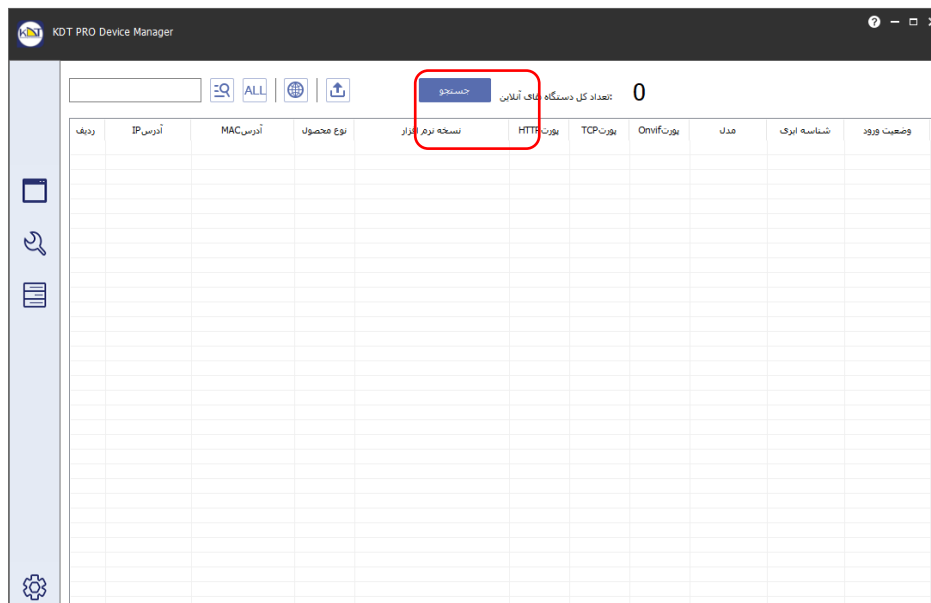 KDT KDT PRO Device Manager
ALL جستجو تعداد کل دستگاه های آنلاین: 0
ردیف آدرسIP آدرسMAC نوع محصول نسخه نرم افزار پورتHTTP پورتTCP پورتOnvif مدل شناسه ابری وضعیت ورود